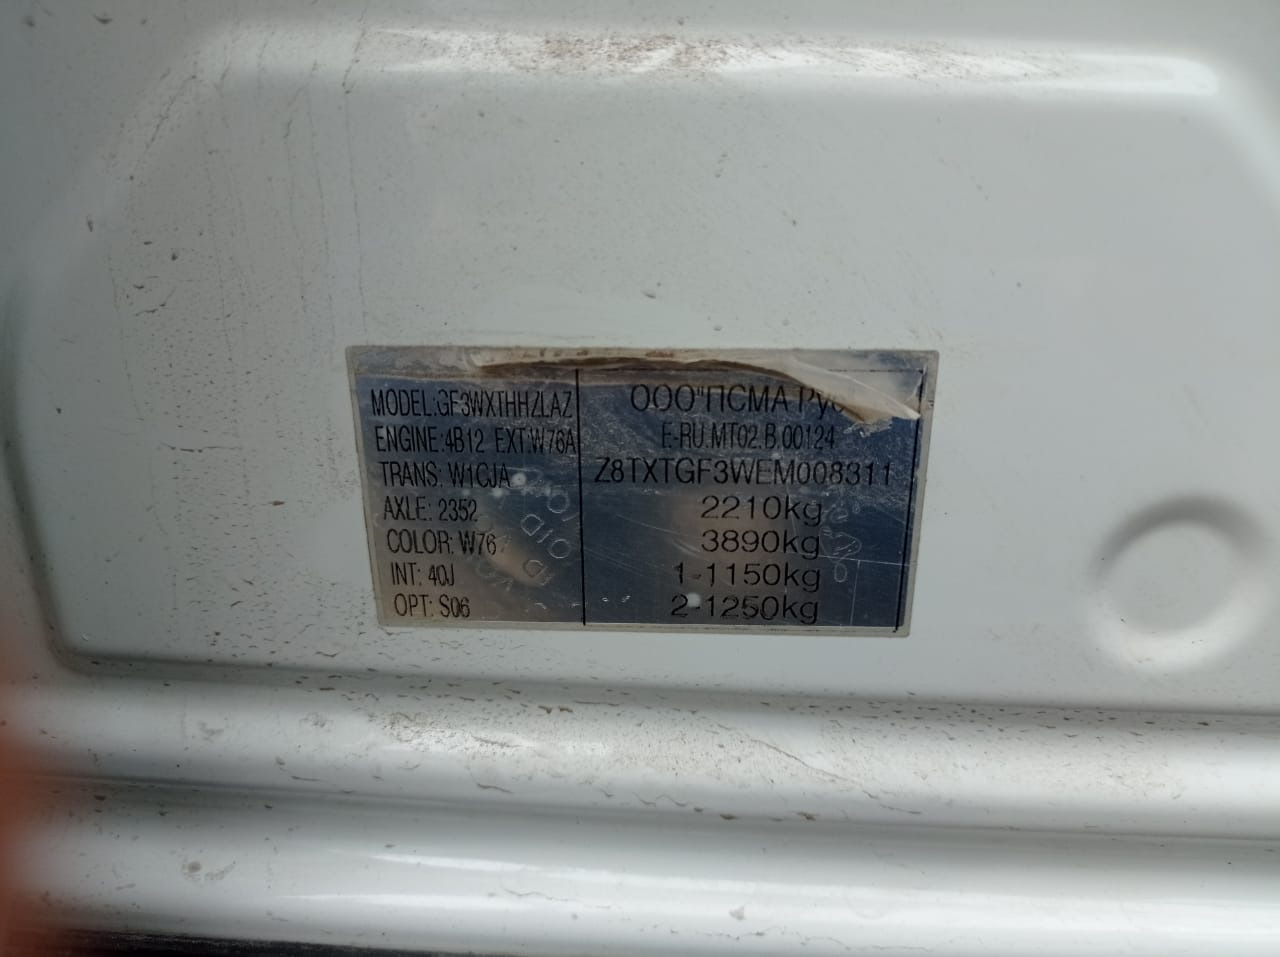 MODEL:GF3WXTHHZLAZ
ENGINE:4B12 EXT:W76A
TRANS: W1CJA
AXLE: 2352
COLOR: W76
INT: 40J
OPT: S06
ООО"ПСМА
E-RU.MT02.B.00124
Z8TXTGF3WEM008311
2210kg
3890kg
1-1150kg
2-1250kg
VOID